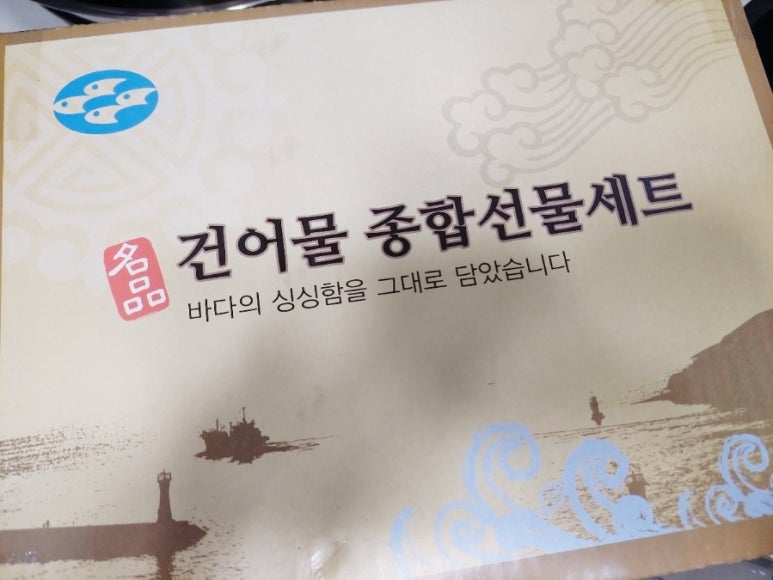 名品
건어물 종합선물세트
바다의 싱싱함을 그대로 담았습니다